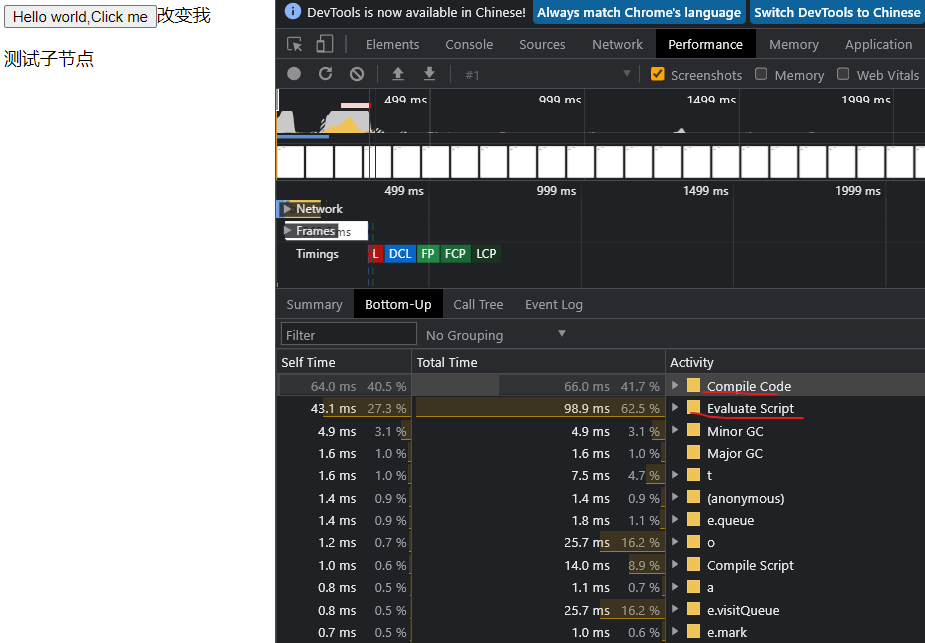 Hello world,Click me 改变我
测试子节点
DevTools is now available in Chinese! Always match Chrome's language Switch DevTools to Chinese
Elements Console Sources Network Performance Memory Application
#1 Screenshots Memory Web Vitals
499 ms 999 ms 1499 ms 1999 ms
499 ms 999 ms 1499 ms 1999 ms
Network
Frames ms
Timings L DCL FP FCP LCP
Summary Bottom-Up Call Tree Event Log
Filter No Grouping
Self Time Total Time Activity
64.0 ms 40.5 % 66.0 ms 41.7 % Compile Code
43.1 ms 27.3 % 98.9 ms 62.5 % Evaluate Script
4.9 ms 3.1 % 4.9 ms 3.1 % Minor GC
1.6 ms 1.0 % 1.6 ms 1.0 % Major GC
1.6 ms 1.0 % 7.5 ms 4.7 % t
1.4 ms 0.9 % 1.4 ms 0.9 % (anonymous)
1.4 ms 0.9 % 1.8 ms 1.1 % e.queue
1.2 ms 0.7 % 25.7 ms 16.2 % o
1.0 ms 0.6 % 14.0 ms 8.9 % Compile Script
0.8 ms 0.5 % 1.1 ms 0.7 % a
0.8 ms 0.5 % 25.7 ms 16.2 % e.visitQueue
0.7 ms 0.5 % 1.0 ms 0.6 % e.mark